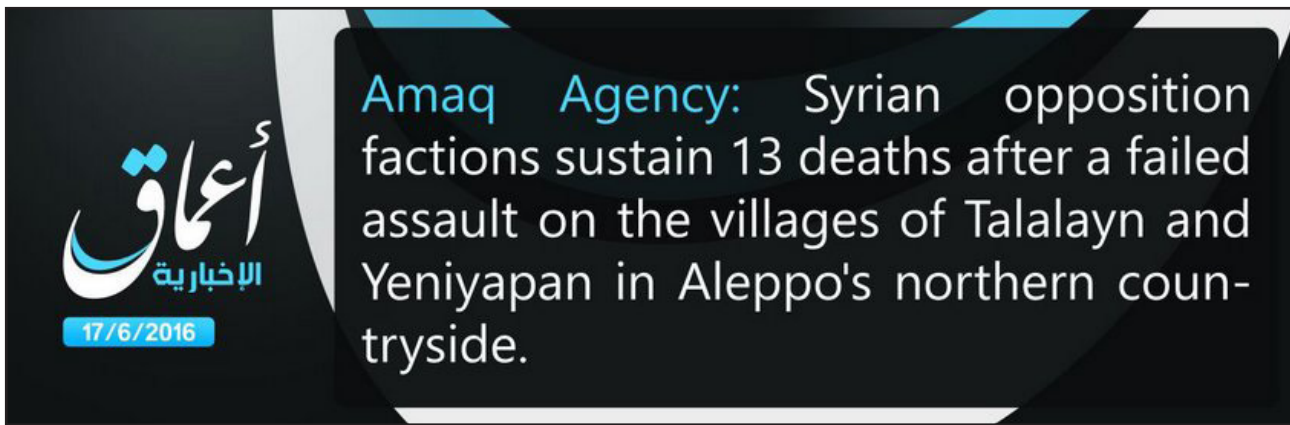 أعماق
الإخبارية
17/6/2016
Amaq Agency: Syrian opposition
factions sustain 13 deaths after a failed
assault on the villages of Talalayn and
Yeniyapan in Aleppo's northern coun-
tryside.